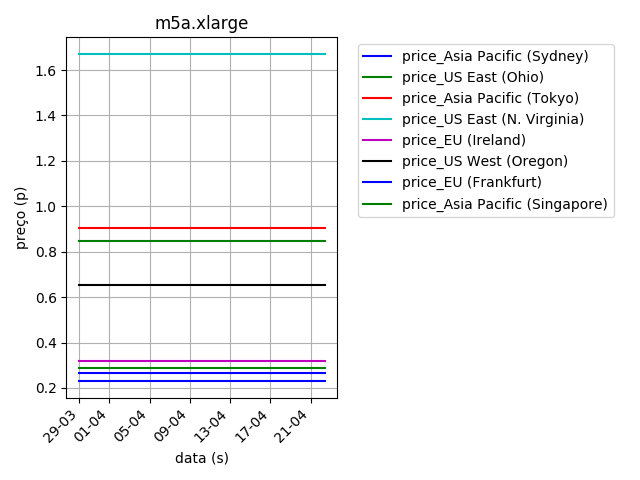 m5a.xlarge
price_Asia Pacific (Sydney)
price_US East (Ohio)
price_Asia Pacific (Tokyo)
price_US East (N. Virginia)
price_EU (Ireland)
price_US West (Oregon)
price_EU (Frankfurt)
price_Asia Pacific (Singapore)
preço (p)
1.6
1.4
1.2
1.0
0.8
0.6
0.4
0.2
29-03
01-04
05-04
09-04
13-04
17-04
21-04
data (s)